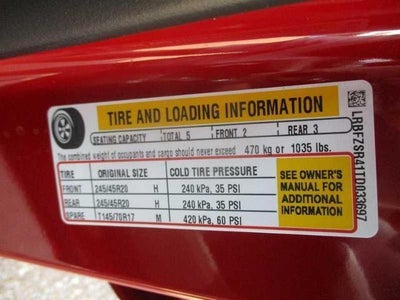 TIRE AND LOADING INFORMATION
SEATING CAPACITY TOTAL 5 FRONT 2 REAR 3
The combined weight of occupants and cargo should never exceed 470 kg or 1035 lbs.
TIRE ORIGINAL SIZE COLD TIRE PRESSURE
FRONT 245/45R20 H 240 kPa, 35 PSI
REAR 245/45R20 H 240 kPa, 35 PSI
SPARE T145/70R17 M 420 kPa, 60 PSI
SEE OWNER'S
MANUAL FOR
ADDITIONAL
INFORMATION
LRBFZSR41TD033697